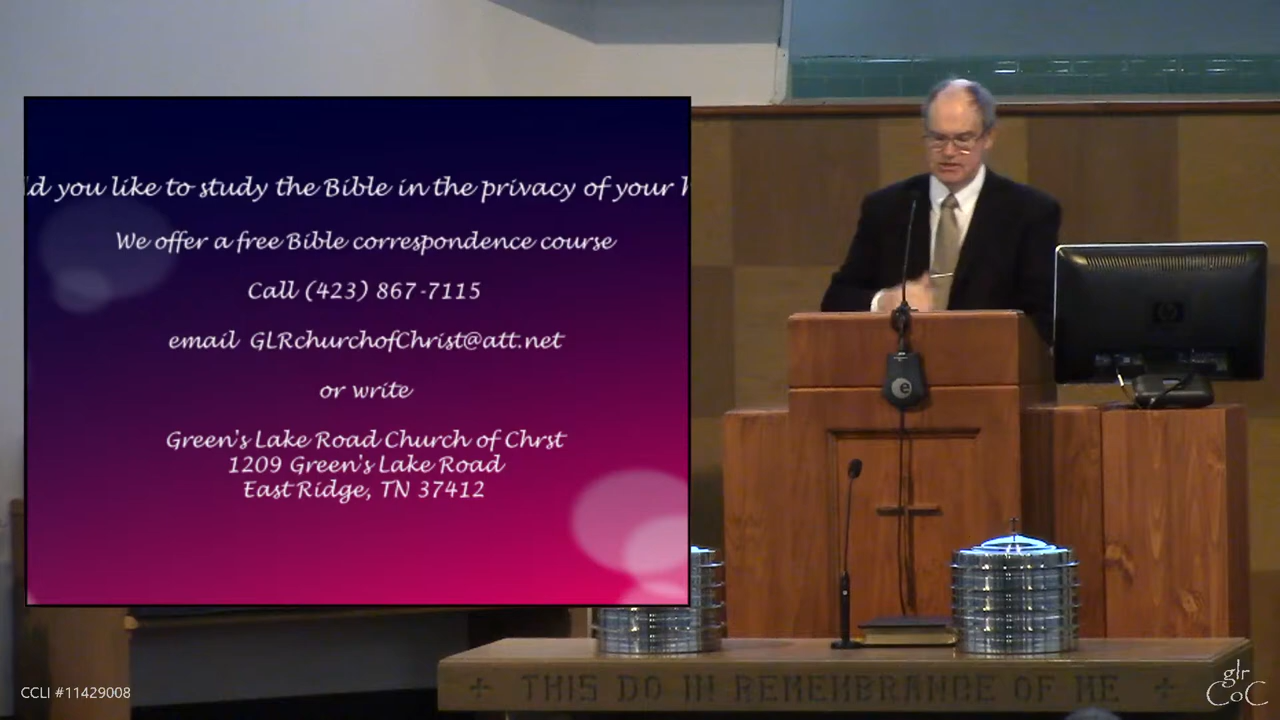 ld you like to study the Bible in the privacy of your h
We offer a free Bible correspondence course
Call (423) 867-7115
email GLRchurchofChrist@att.net
or write
Green's Lake Road Church of Chrst
1209 Green's Lake Road
East Ridge, TN 37412
e
hp
THIS DO IN REMEMBRANCE OF ME
CCLI #11429008
glr
CoC